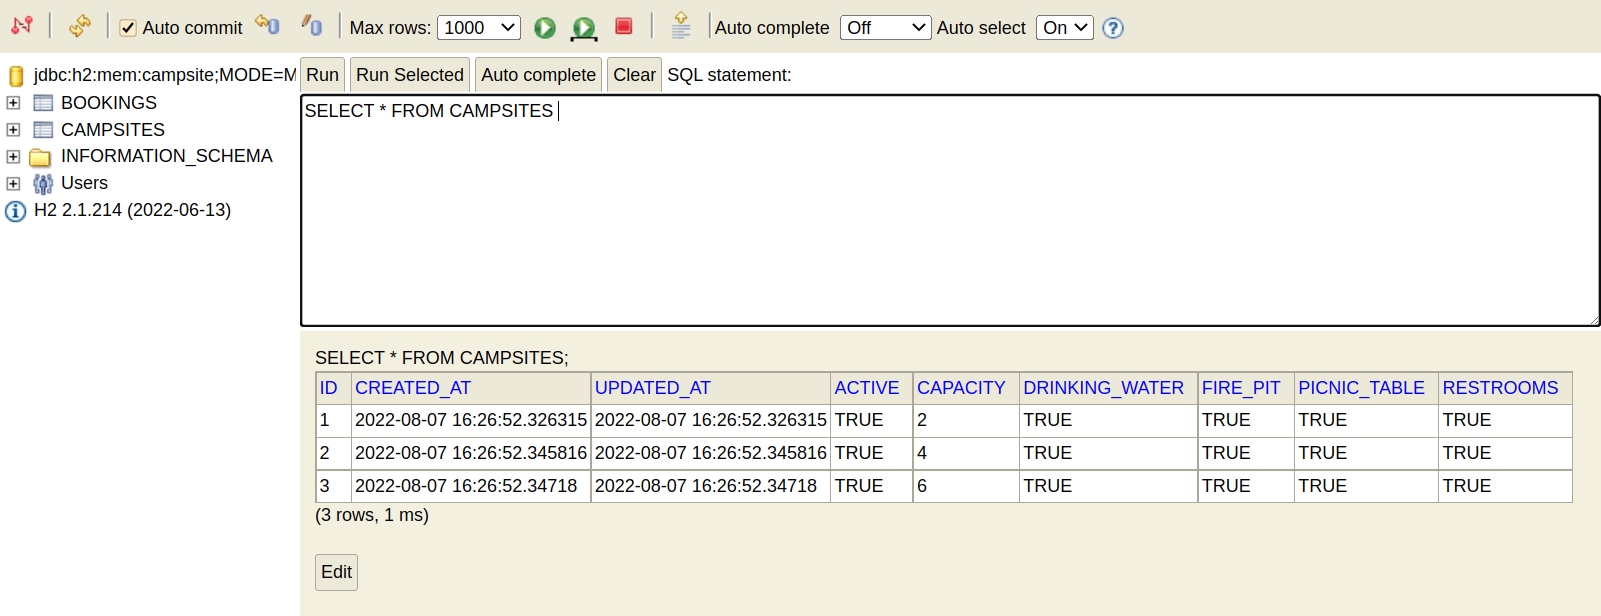 Auto commit Max rows: 1000 Auto complete Off Auto select On
jdbc:h2:mem:campsite;MODE=M
BOOKINGS
CAMPSITES
INFORMATION_SCHEMA
Users
H2 2.1.214 (2022-06-13)
Run Run Selected Auto complete Clear SQL statement:
SELECT * FROM CAMPSITES
SELECT * FROM CAMPSITES;
ID CREATED_AT UPDATED_AT ACTIVE CAPACITY DRINKING_WATER FIRE_PIT PICNIC_TABLE RESTROOMS
1 2022-08-07 16:26:52.326315 2022-08-07 16:26:52.326315 TRUE 2 TRUE TRUE TRUE TRUE
2 2022-08-07 16:26:52.345816 2022-08-07 16:26:52.345816 TRUE 4 TRUE TRUE TRUE TRUE
3 2022-08-07 16:26:52.34718 2022-08-07 16:26:52.34718 TRUE 6 TRUE TRUE TRUE TRUE
(3 rows, 1 ms)
Edit